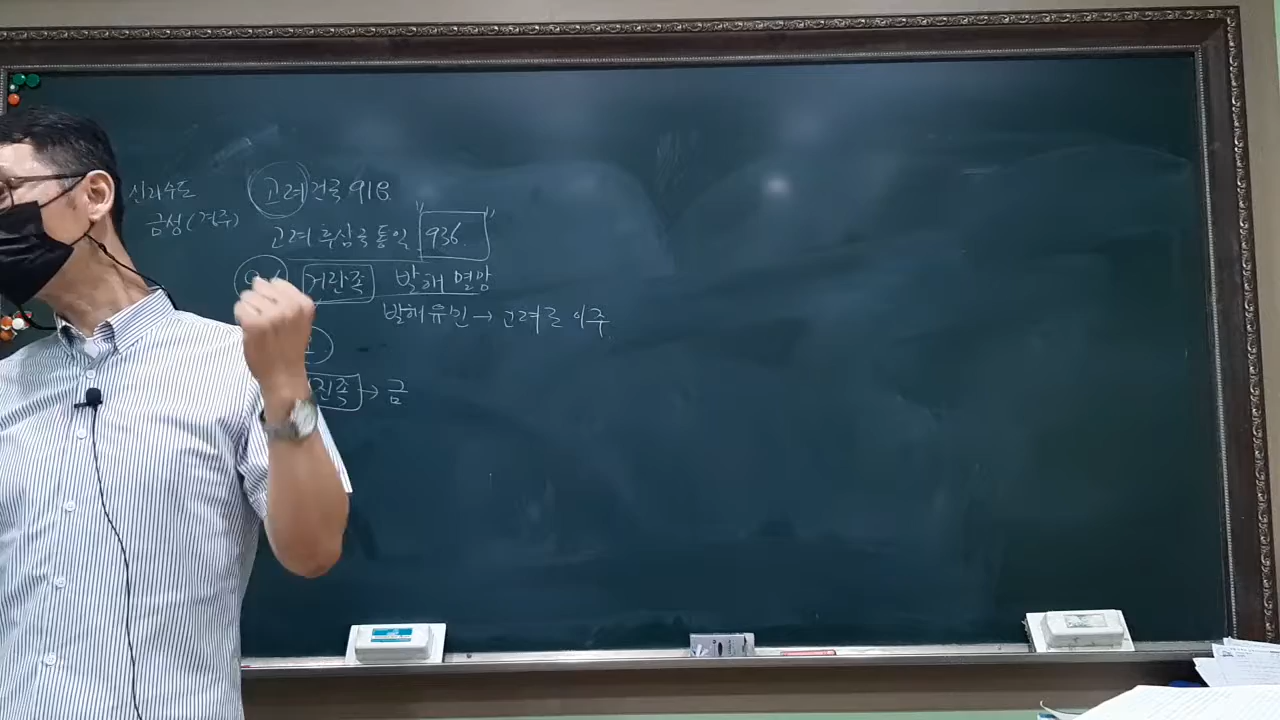 신라수도
금성(경주)
고려 건국 918
고려 후삼국 통일 936
거란족 발해 멸망
발해 유민 → 고려로 이주
진족 → 금